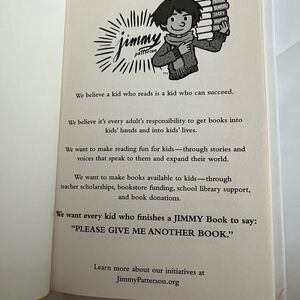 jimmy
patterson
TM
We believe a kid who reads is a kid who can succeed.
We believe it's every adult's responsibility to get books into
kids' hands and into kids' lives.
We want to make reading fun for kids—through stories and
voices that speak to them and expand their world.
We want to make books available to kids—through
teacher scholarships, bookstore funding, school library support,
and book donations.
We want every kid who finishes a JIMMY Book to say:
"PLEASE GIVE ME ANOTHER BOOK."
Learn more about our initiatives at
JimmyPatterson.org